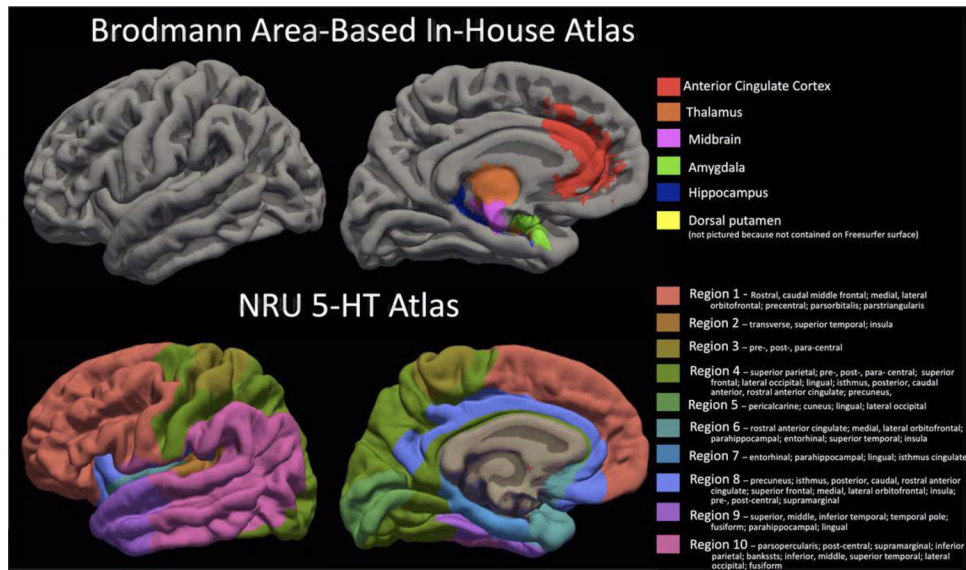 Brodmann Area-Based In-House Atlas
Anterior Cingulate Cortex
Thalamus
Midbrain
Amygdala
Hippocampus
Dorsal putamen
(not pictured because not contained on Freesurfer surface)
NRU 5-HT Atlas
Region 1 - Rostral, caudal middle frontal; medial, lateral
orbitofrontal; precentral; parsorbitalis; parstriangularis
Region 2 – transverse, superior temporal; insula
Region 3 – pre-, post-, para-central
Region 4 – superior parietal; pre-, post-, para- central; superior
frontal; lateral occipital; lingual; isthmus, posterior, caudal
anterior, rostral anterior cingulate; precuneus,
Region 5 – pericalcarine; cuneus; lingual; lateral occipital
Region 6 – rostral anterior cingulate; medial, lateral orbitofrontal;
parahippocampal; entorhinal; superior temporal; insula
Region 7 – entorhinal; parahippocampal; lingual; isthmus cingulate
Region 8 – precuneus; isthmus, posterior, caudal, rostral anterior
cingulate; superior frontal; medial, lateral orbitofrontal; insula;
pre-, post-central; supramarginal
Region 9 – superior, middle, inferior temporal; temporal pole;
fusiform; parahippocampal; lingual
Region 10 – parsopercularis; post-central; supramarginal; inferior
parietal; bankssts; inferior, middle, superior temporal; lateral
occipital; fusiform